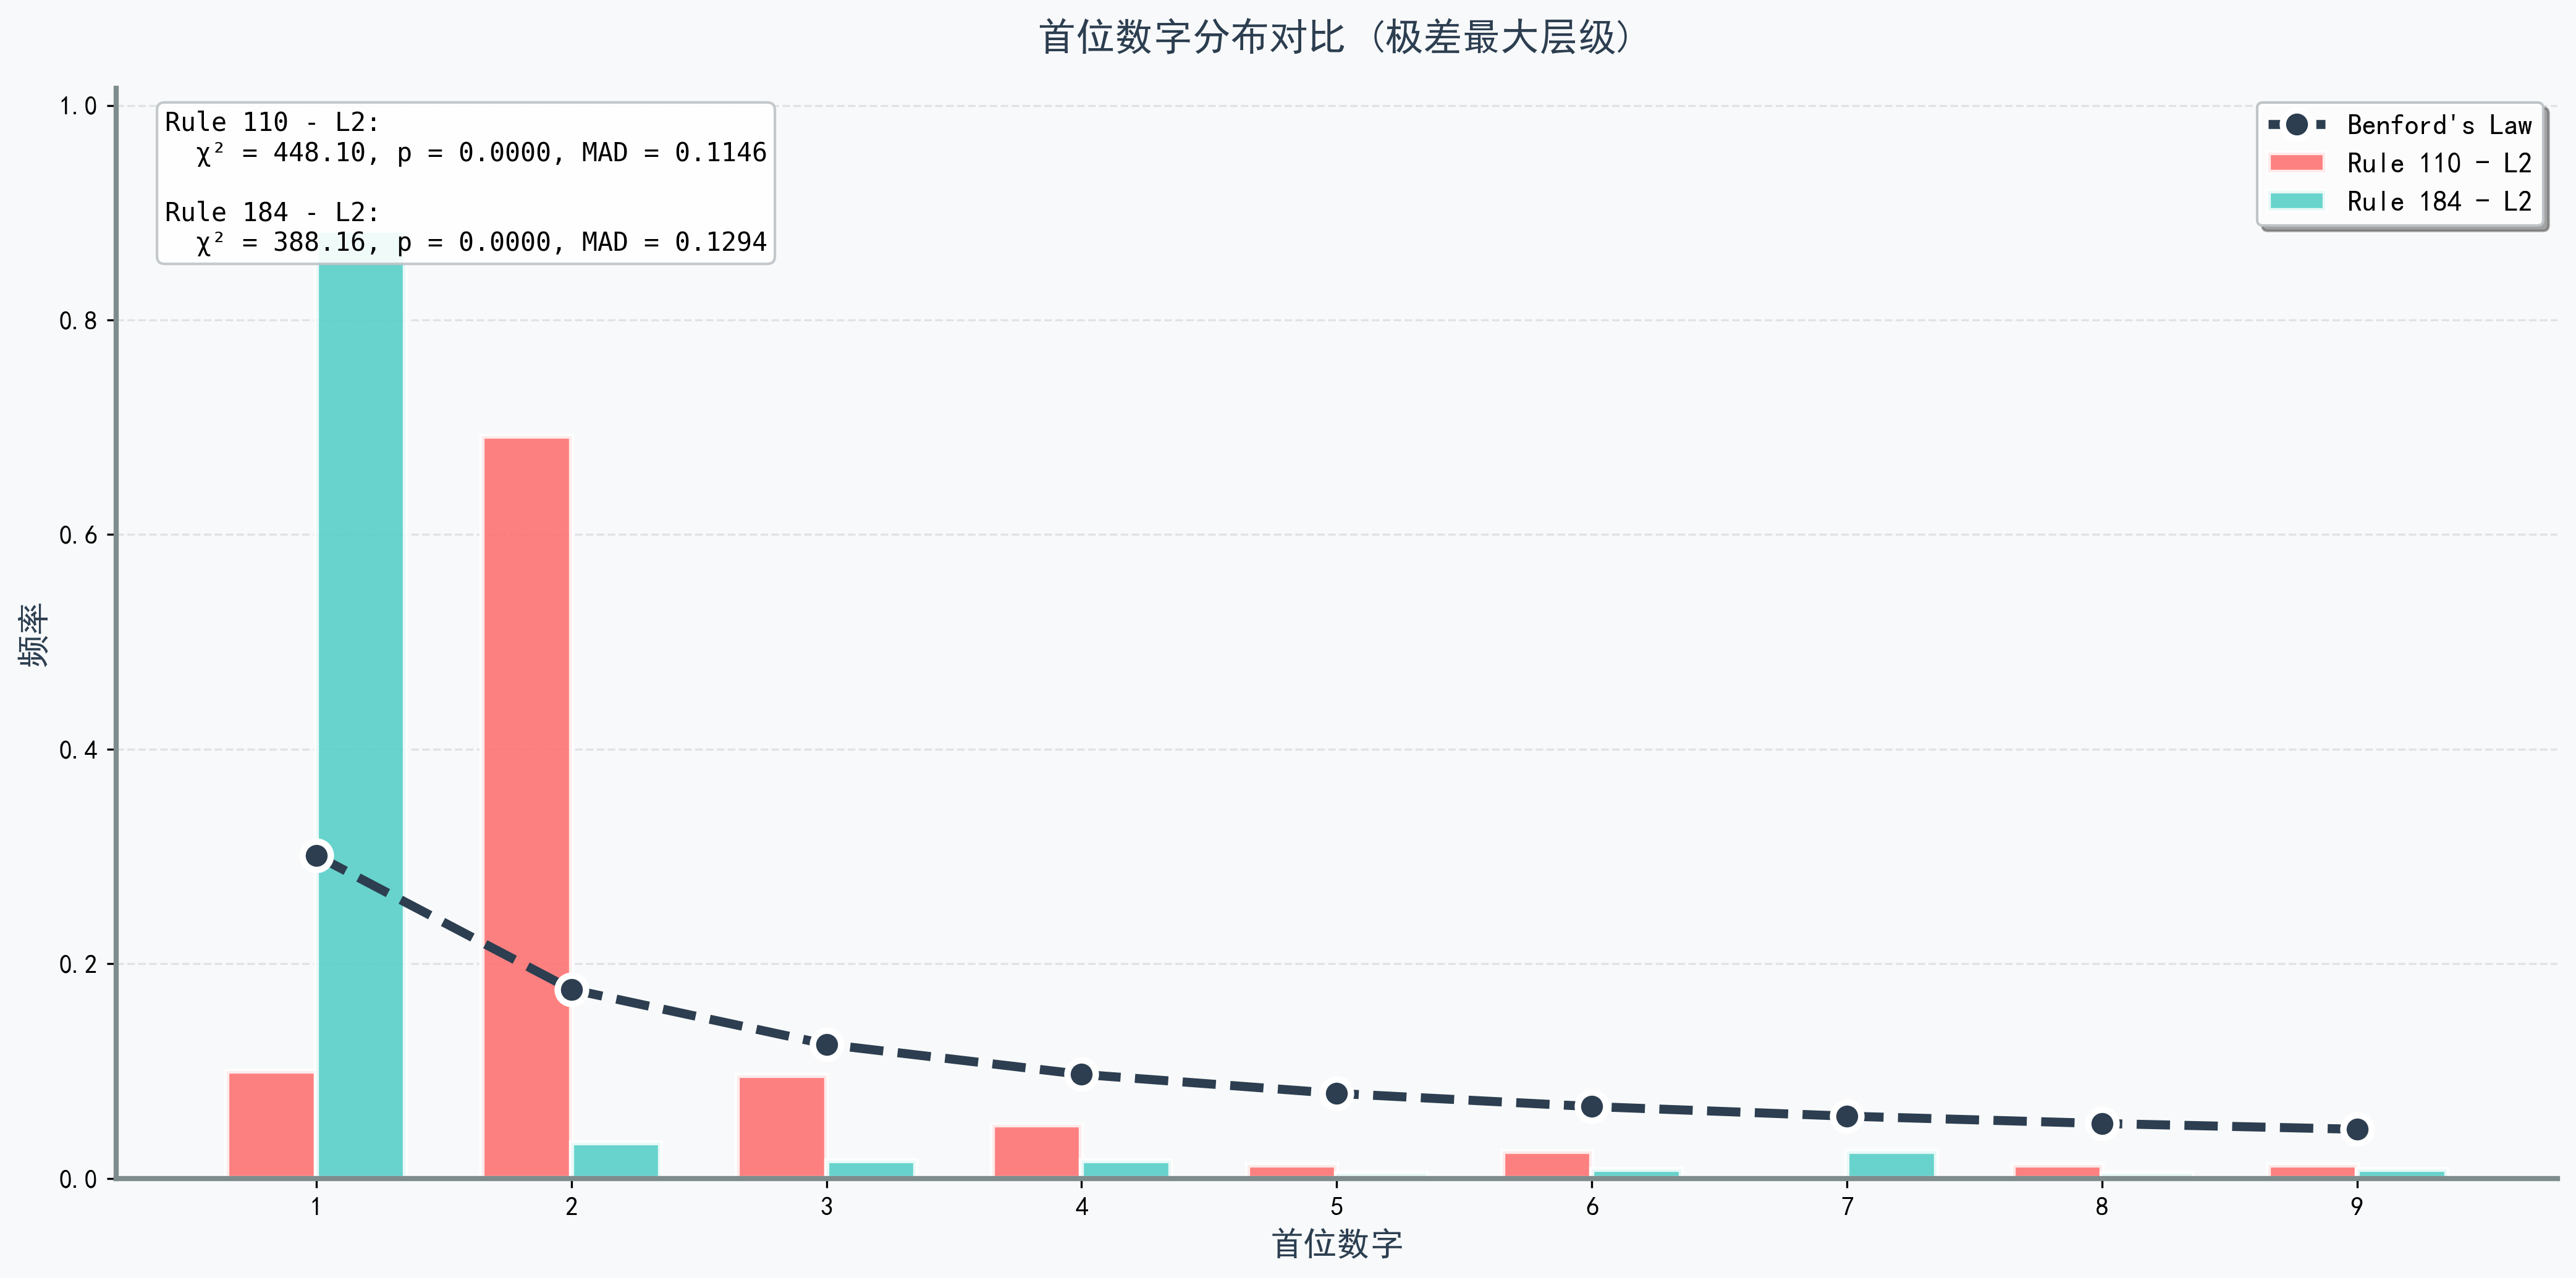 首位数字分布对比 (极差最大层级)
Rule 110 - L2:
χ² = 448.10, p = 0.0000, MAD = 0.1146
Rule 184 - L2:
χ² = 388.16, p = 0.0000, MAD = 0.1294
Benford's Law
Rule 110 - L2
Rule 184 - L2
频率
1.0
0.8
0.6
0.4
0.2
0.0
1 2 3 4 5 6 7 8 9
首位数字